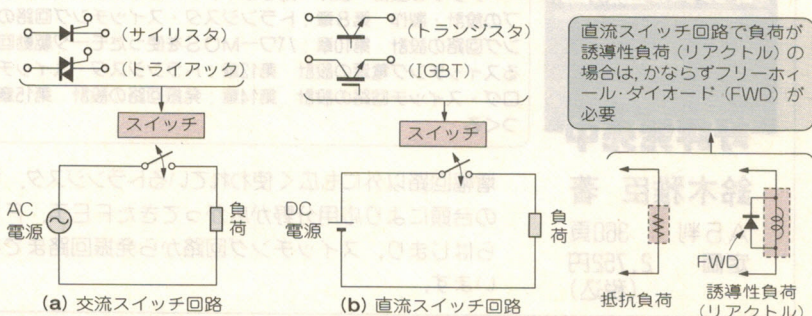 (サイリスタ)
(トライアック)
スイッチ
AC
電源
負
荷
(a) 交流スイッチ回路
(トランジスタ)
(IGBT)
スイッチ
DC
電源
負
荷
(b) 直流スイッチ回路
直流スイッチ回路で負荷が
誘導性負荷(リアクトル)の
場合は,かならずフリーホィ
ール・ダイオード(FWD)が
必要
FWD
抵抗負荷
誘導性負荷
(リアクトル)